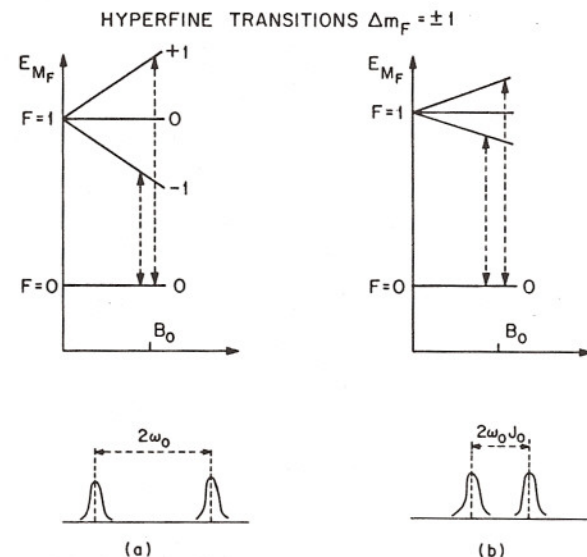 HYPERFINE TRANSITIONS Δm_F = ±1
E_{M_F}
+1
F=1
0
-1
F=0
0
B_0
2ω_0
(a)
E_{M_F}
F=1
F=0
0
B_0
2ω_0 J_0
(b)